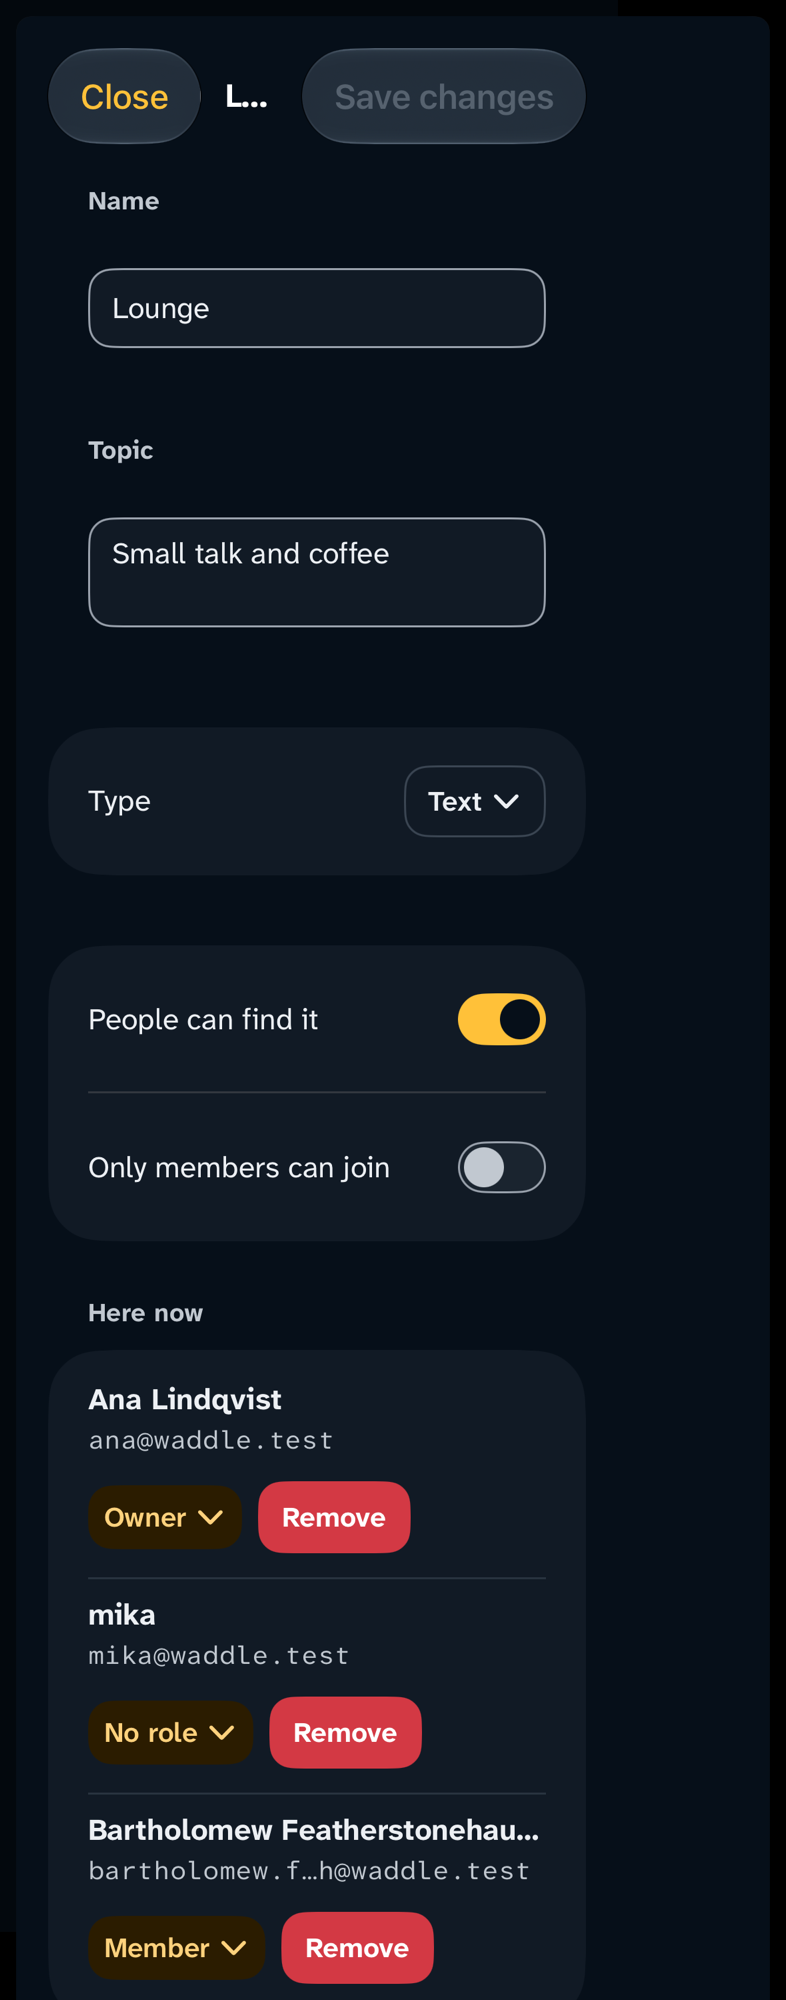 Close
L...
Save changes
Name
Lounge
Topic
Small talk and coffee
Type
Text
People can find it
Only members can join
Here now
Ana Lindqvist
ana@waddle.test
Owner
Remove
mika
mika@waddle.test
No role
Remove
Bartholomew Featherstonehau...
bartholomew.f…h@waddle.test
Member
Remove